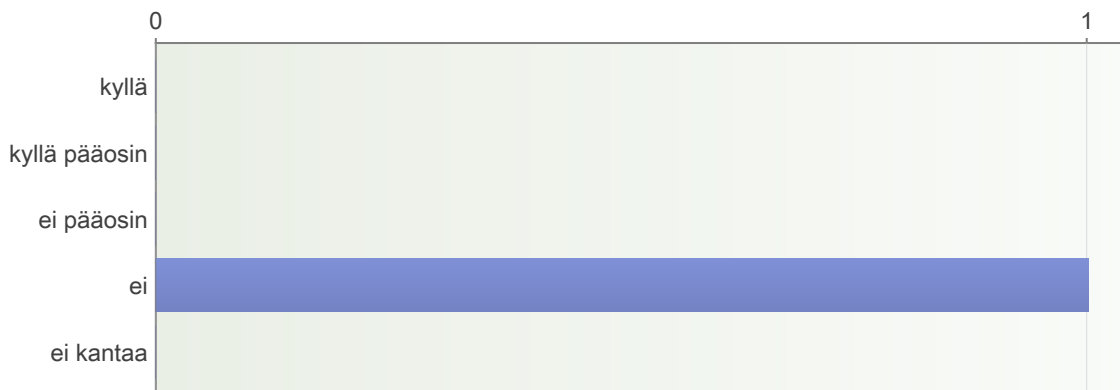 0 1
kyllä
kyllä pääosin
ei pääosin
ei
ei kantaa